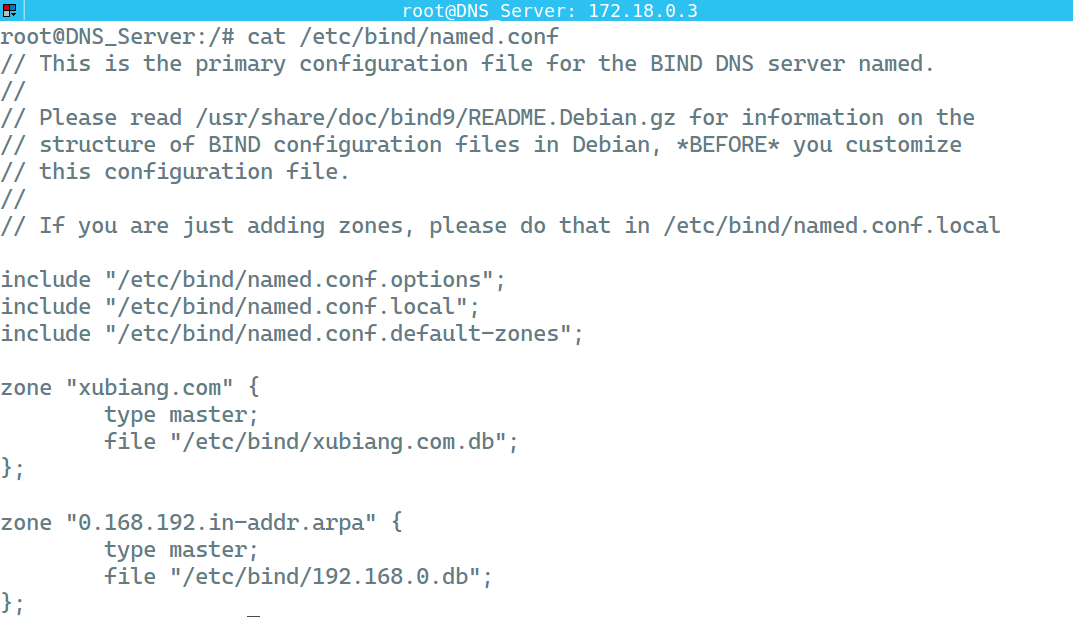 root@DNS_Server: 172.18.0.3
root@DNS_Server:/# cat /etc/bind/named.conf
// This is the primary configuration file for the BIND DNS server named.
//
// Please read /usr/share/doc/bind9/README.Debian.gz for information on the
// structure of BIND configuration files in Debian, *BEFORE* you customize
// this configuration file.
//
// If you are just adding zones, please do that in /etc/bind/named.conf.local

include "/etc/bind/named.conf.options";
include "/etc/bind/named.conf.local";
include "/etc/bind/named.conf.default-zones";

zone "xubiang.com" {
        type master;
        file "/etc/bind/xubiang.com.db";
};

zone "0.168.192.in-addr.arpa" {
        type master;
        file "/etc/bind/192.168.0.db";
};